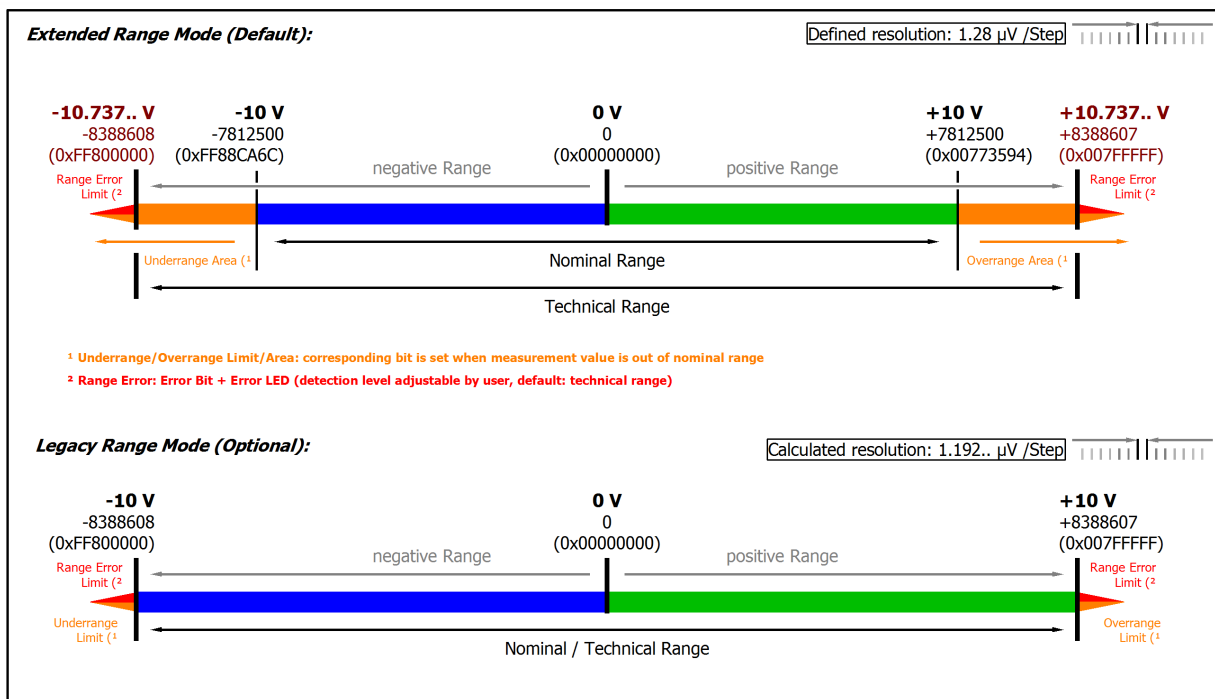 Extended Range Mode (Default):
Defined resolution: 1.28 µV /Step
-10.737.. V
-8388608
(0xFF800000)
-10 V
-7812500
(0xFF88CA6C)
0 V
0
(0x00000000)
+10 V
+7812500
(0x00773594)
+10.737.. V
+8388607
(0x007FFFFF)
Range Error
Limit (²
negative Range
positive Range
Range Error
Limit (²
Underrange Area (¹
Nominal Range
Overrange Area (¹
Technical Range
¹ Underrange/Overrange Limit/Area: corresponding bit is set when measurement value is out of nominal range
² Range Error: Error Bit + Error LED (detection level adjustable by user, default: technical range)
Legacy Range Mode (Optional):
Calculated resolution: 1.192.. µV /Step
-10 V
-8388608
(0xFF800000)
0 V
0
(0x00000000)
+10 V
+8388607
(0x007FFFFF)
Range Error
Limit (²
negative Range
positive Range
Range Error
Limit (²
Underrange
Limit (¹
Nominal / Technical Range
Overrange
Limit (¹